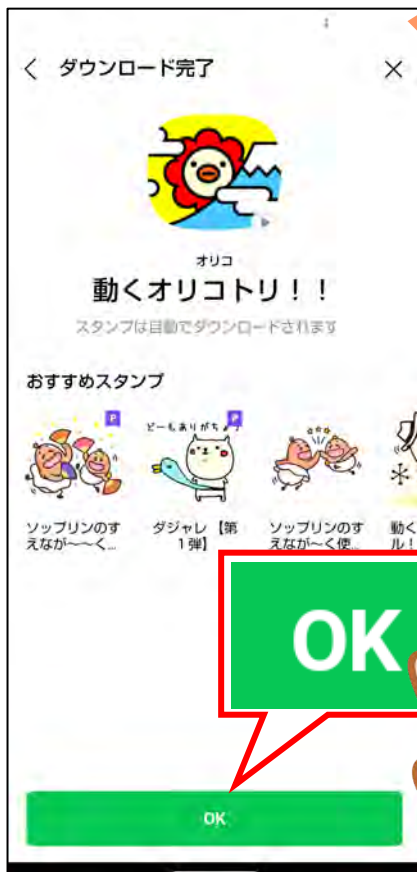 ダウンロード完了
オリコ
動くオリコトリ！！
スタンプは自動でダウンロードされます
おすすめスタンプ
P
P
どーもありがち
ソップリンのす
えなが～～く...
ダジャレ【第
1弾】
ソップリンのす
えなが～く使...
動く
ル！
OK
OK